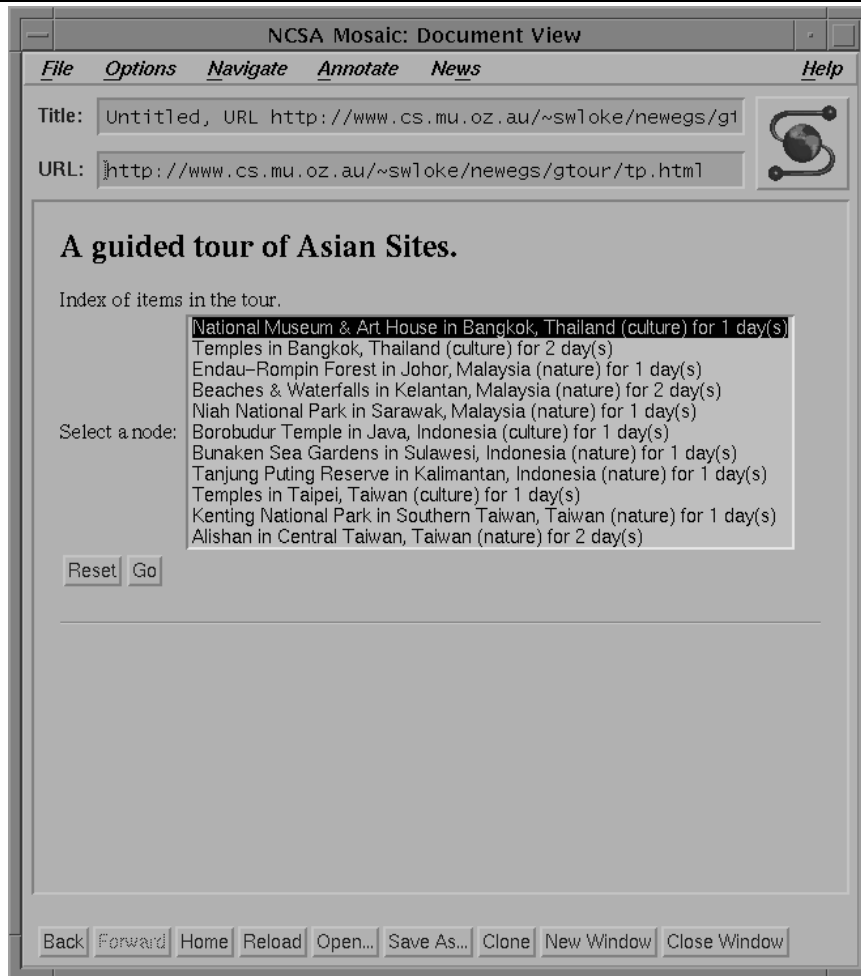 NCSA Mosaic: Document View
File Options Navigate Annotate News Help
Title: Untitled, URL http://www.cs.mu.oz.au/~swloke/newegs/gt
URL: http://www.cs.mu.oz.au/~swloke/newegs/gtour/tp.html
A guided tour of Asian Sites.
Index of items in the tour.
National Museum & Art House in Bangkok, Thailand (culture) for 1 day(s)
Temples in Bangkok, Thailand (culture) for 2 day(s)
Endau-Rompin Forest in Johor, Malaysia (nature) for 1 day(s)
Beaches & Waterfalls in Kelantan, Malaysia (nature) for 2 day(s)
Niah National Park in Sarawak, Malaysia (nature) for 1 day(s)
Select a node: Borobudur Temple in Java, Indonesia (culture) for 1 day(s)
Bunaken Sea Gardens in Sulawesi, Indonesia (nature) for 1 day(s)
Tanjung Puting Reserve in Kalimantan, Indonesia (nature) for 1 day(s)
Temples in Taipei, Taiwan (culture) for 1 day(s)
Kenting National Park in Southern Taiwan, Taiwan (nature) for 1 day(s)
Alishan in Central Taiwan, Taiwan (nature) for 2 day(s)
Reset Go
Back Forward Home Reload Open... Save As... Clone New Window Close Window